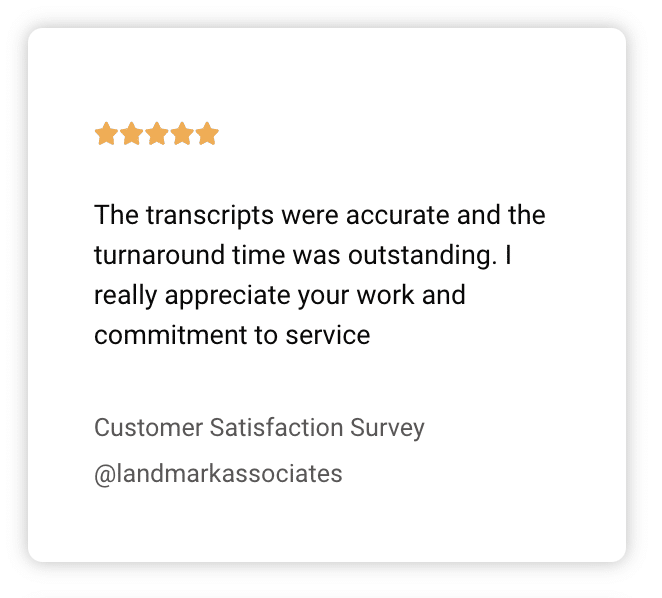 The transcripts were accurate and the
turnaround time was outstanding. I
really appreciate your work and
commitment to service
Customer Satisfaction Survey
@landmarkassociates